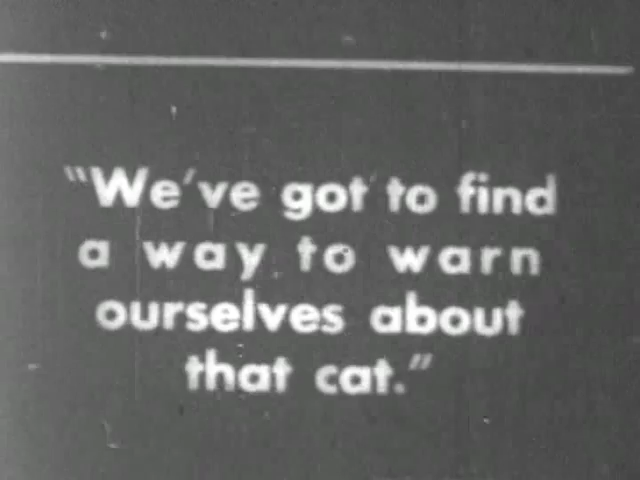 "We've got to find
a way to warn
ourselves about
that cat."